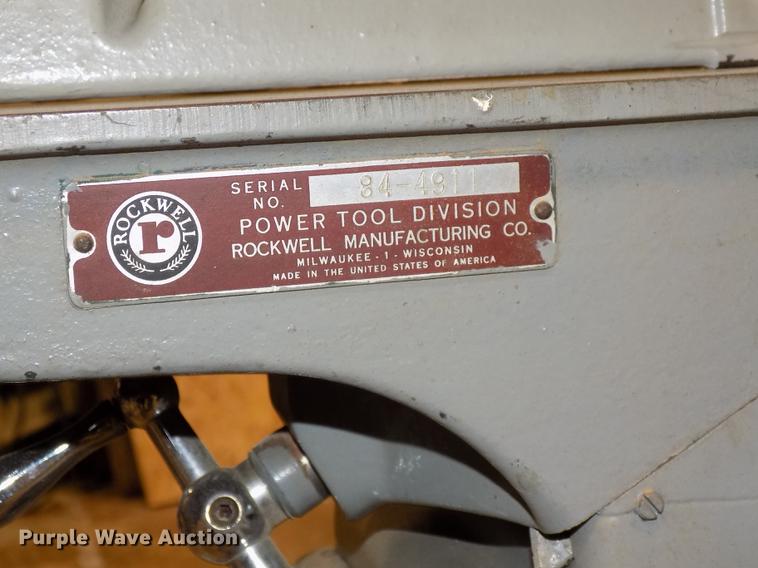 ROCKWELL
r
SERIAL NO. 84-4911
POWER TOOL DIVISION
ROCKWELL MANUFACTURING CO.
MILWAUKEE - 1 - WISCONSIN
MADE IN THE UNITED STATES OF AMERICA
Purple Wave Auction